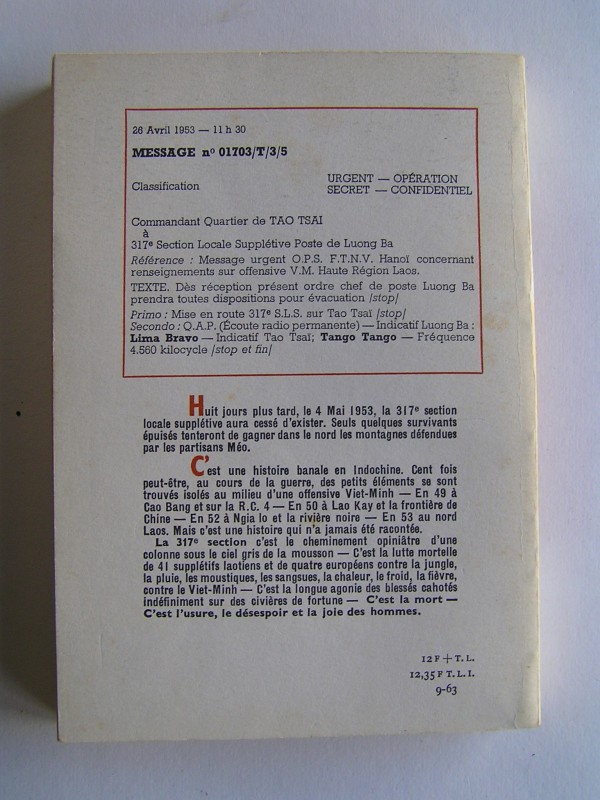 26 Avril 1953 — 11 h 30
MESSAGE nº 01703/T/3/5
Classification
URGENT — OPÉRATION
SECRET — CONFIDENTIEL
Commandant Quartier de TAO TSAI
à
317e Section Locale Supplétive Poste de Luong Ba
Référence : Message urgent O.P.S. F.T.N.V. Hanoï concernant
renseignements sur offensive V.M. Haute Région Laos.
TEXTE. Dès réception présent ordre chef de poste Luong Ba
prendra toutes dispositions pour évacuation /stop/
Primo : Mise en route 317e S.L.S. sur Tao Tsaï /stop/
Secondo : Q.A.P. (Écoute radio permanente) — Indicatif Luong Ba :
Lima Bravo — Indicatif Tao Tsaï; Tango Tango — Fréquence
4.560 kilocycle /stop et fin/
Huit jours plus tard, le 4 Mai 1953, la 317e section
locale supplétive aura cessé d'exister. Seuls quelques survivants
épuisés tenteront de gagner dans le nord les montagnes défendues
par les partisans Méo.
C'est une histoire banale en Indochine. Cent fois
peut-être, au cours de la guerre, des petits éléments se sont
trouvés isolés au milieu d'une offensive Viet-Minh — En 49 à
Cao Bang et sur la R.C. 4 — En 50 à Lao Kay et la frontière de
Chine — En 52 à Ngia lo et la rivière noire — En 53 au nord
Laos. Mais c'est une histoire qui n'a jamais été racontée.
La 317e section c'est le cheminement opiniâtre d'une
colonne sous le ciel gris de la mousson — C'est la lutte mortelle
de 41 supplétifs laotiens et de quatre européens contre la jungle,
la pluie, les moustiques, les sangsues, la chaleur, le froid, la fièvre,
contre le Viet-Minh — C'est la longue agonie des blessés cahotés
indéfiniment sur des civières de fortune — C'est la mort —
C'est l'usure, le désespoir et la joie des hommes.
12 F + T.L.
12,35 F T.L.I.
9-63